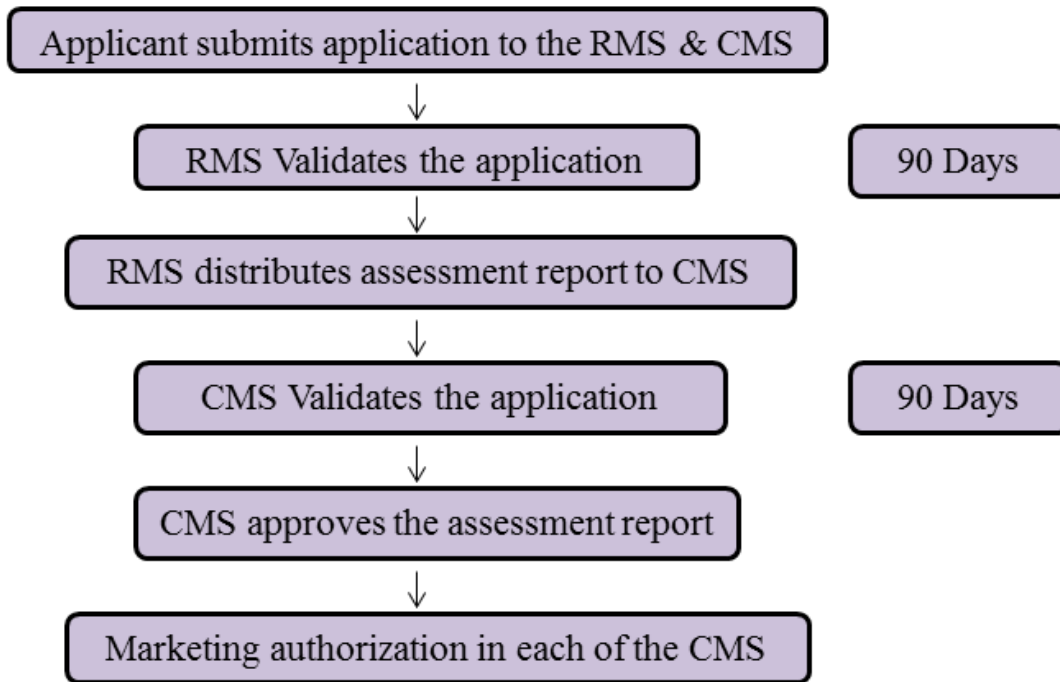 Applicant submits application to the RMS & CMS
RMS Validates the application
90 Days
RMS distributes assessment report to CMS
CMS Validates the application
90 Days
CMS approves the assessment report
Marketing authorization in each of the CMS